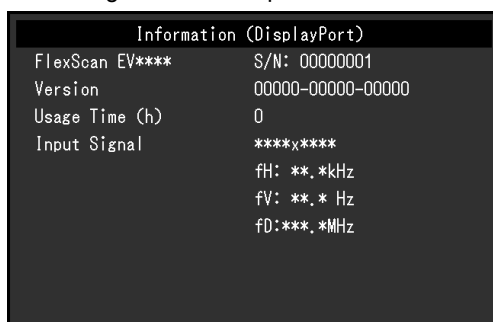 Information (DisplayPort)
FlexScan EV**** S/N: 00000001
Version 00000-00000-00000
Usage Time (h) 0
Input Signal ****x****
fH: **.*kHz
fV: **.* Hz
fD:***.*MHz